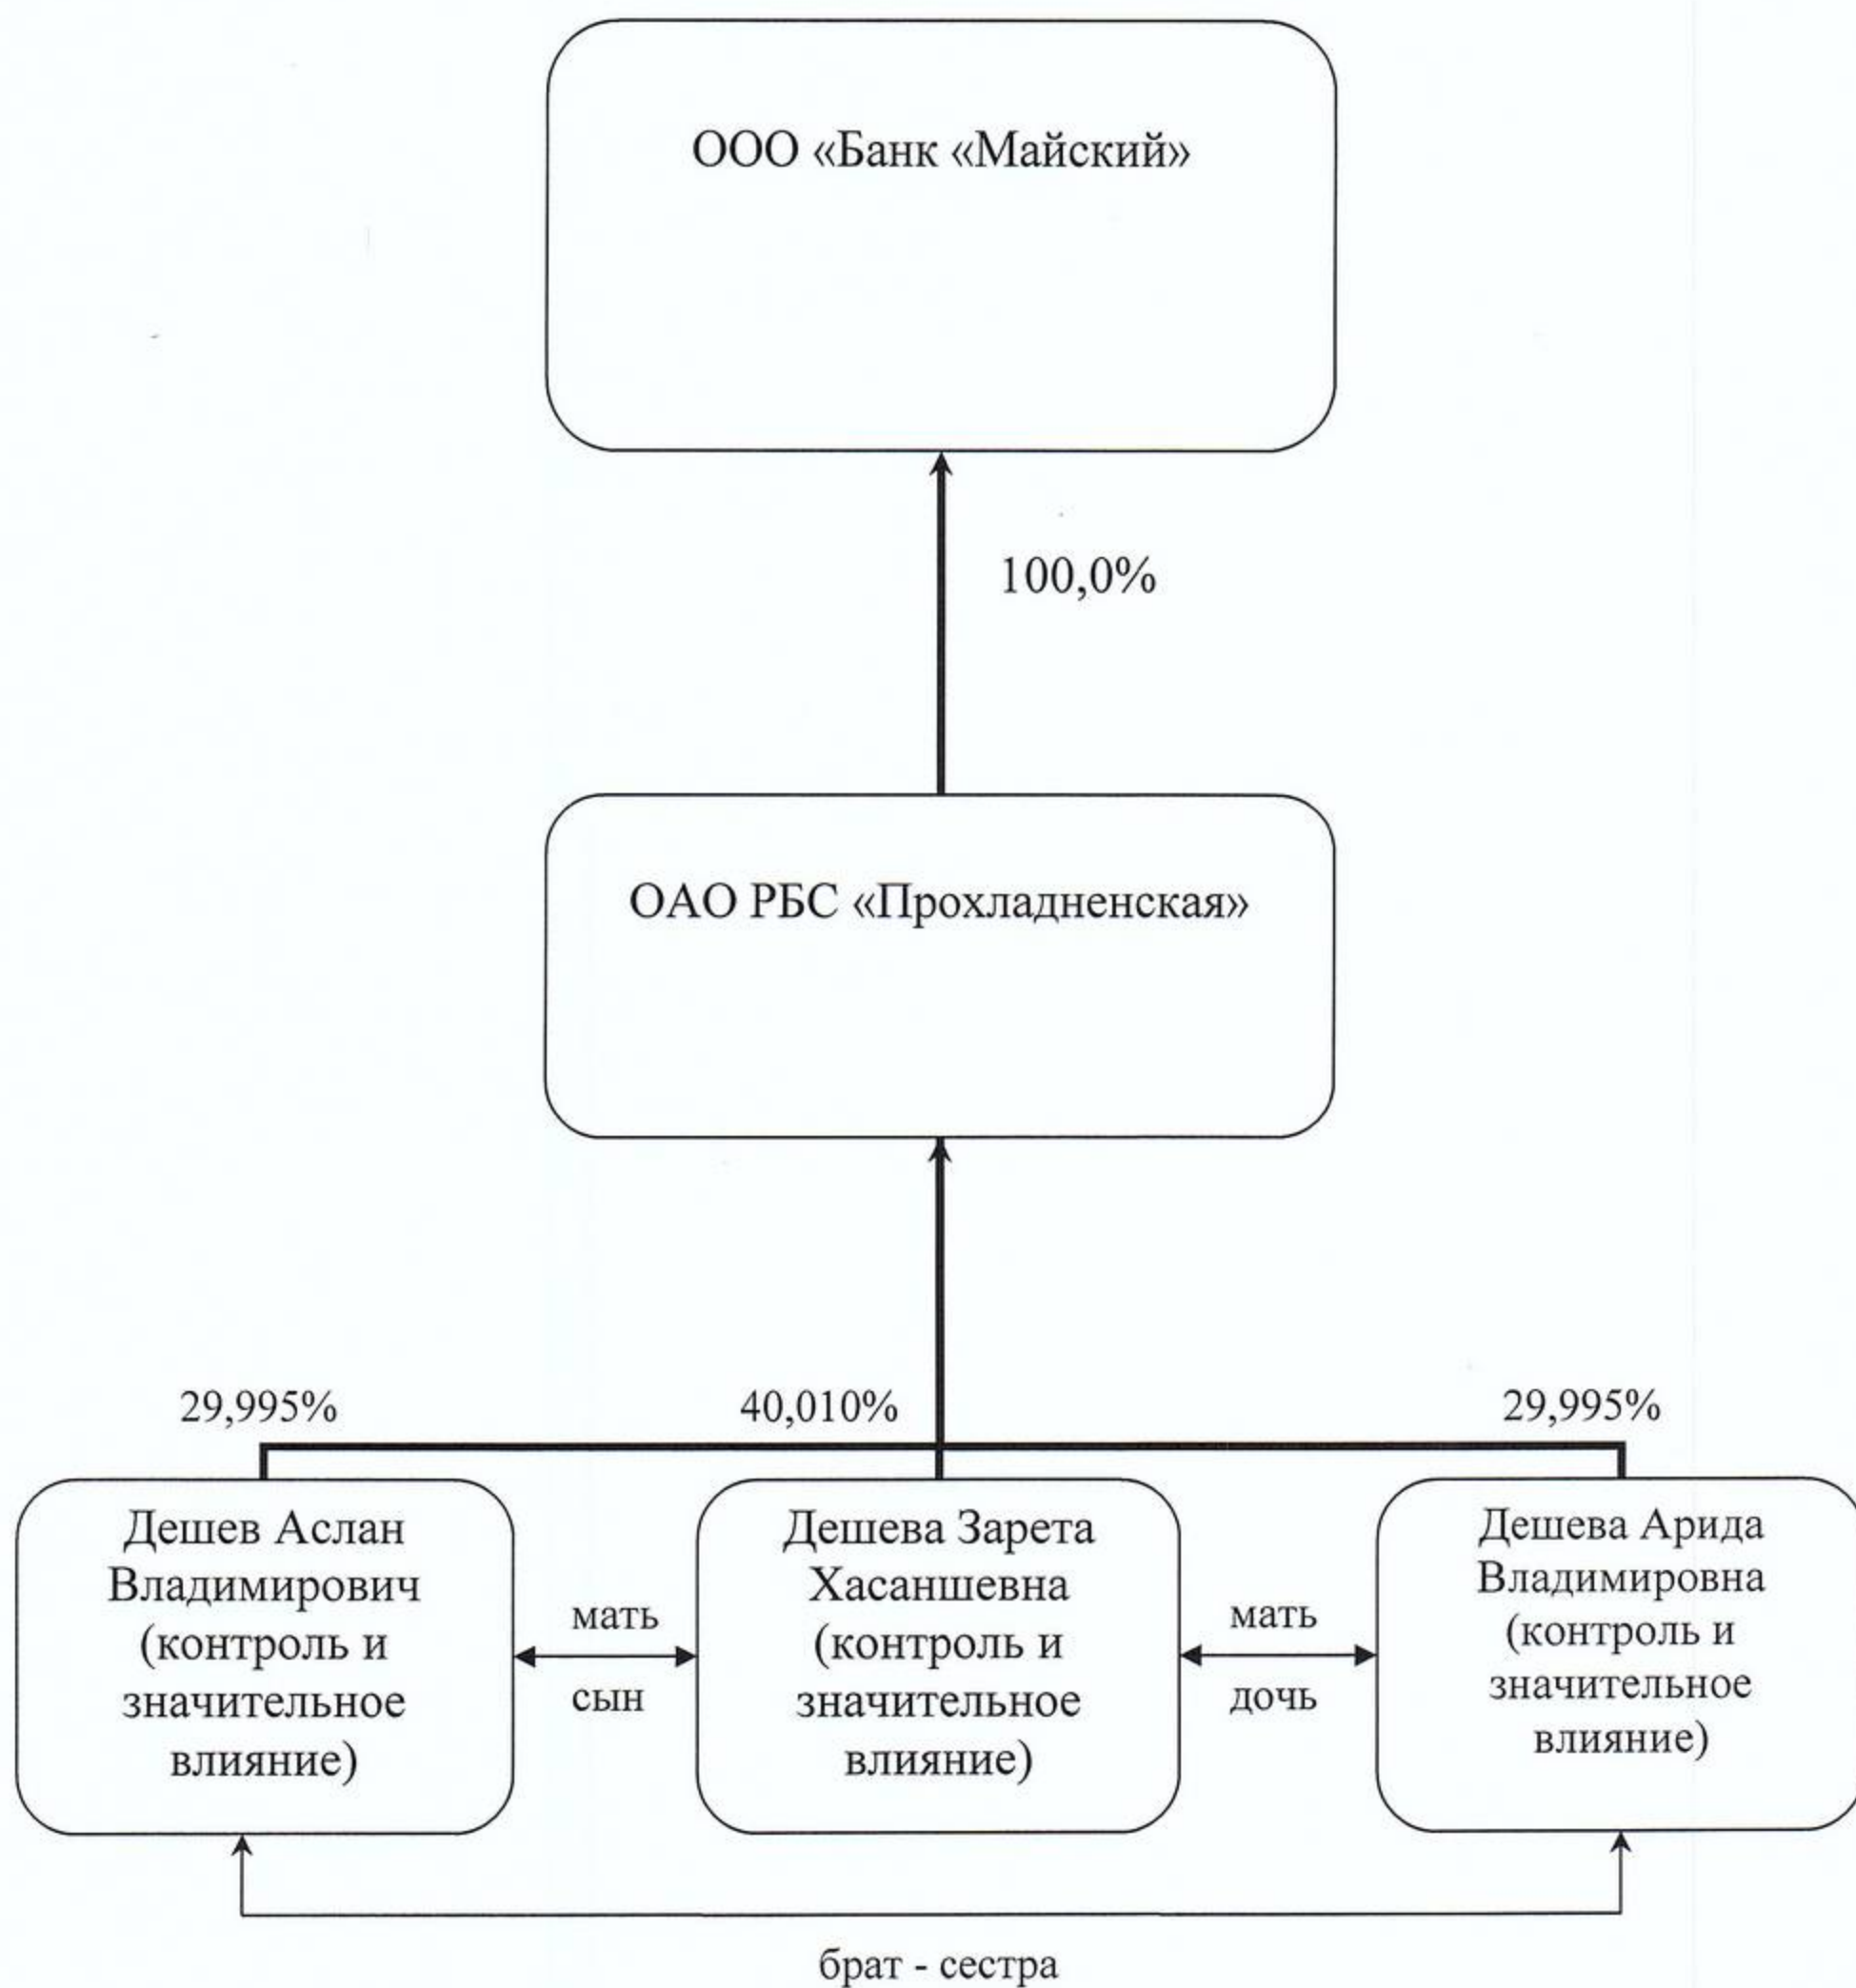 ООО «Банк «Майский»
100,0%
ОАО РБС «Прохладненская»
29,995%
40,010%
29,995%
Дешев Аслан
Владимирович
(контроль и
значительное
влияние)
мать
сын
Дешева Зарета
Хасаншевна
(контроль и
значительное
влияние)
мать
дочь
Дешева Арида
Владимировна
(контроль и
значительное
влияние)
брат - сестра